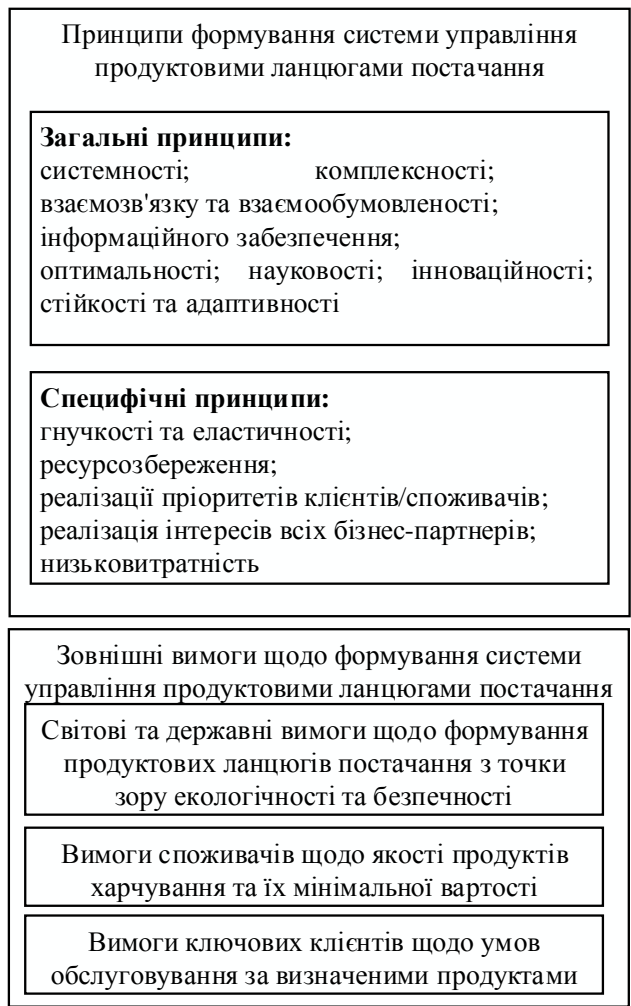 Принципи формування системи управління
продуктовими ланцюгами постачання
Загальні принципи:
системності; комплексності;
взаємозв'язку та взаємообумовленості;
інформаційного забезпечення;
оптимальності; науковості; інноваційності;
стійкості та адаптивності
Специфічні принципи:
гнучкості та еластичності;
ресурсозбереження;
реалізації пріоритетів клієнтів/споживачів;
реалізація інтересів всіх бізнес-партнерів;
низьковитратність
Зовнішні вимоги щодо формування системи
управління продуктовими ланцюгами постачання
Світові та державні вимоги щодо формування
продуктових ланцюгів постачання з точки
зору екологічності та безпечності
Вимоги споживачів щодо якості продуктів
харчування та їх мінімальної вартості
Вимоги ключових клієнтів щодо умов
обслуговування за визначеними продуктами